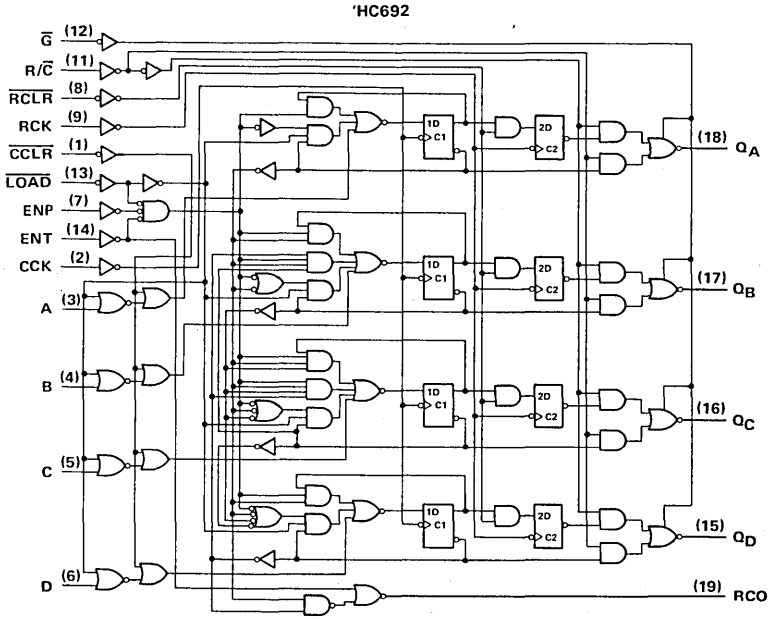 'HC692
G (12)
R/C (11)
RCLR (8)
RCK (9)
CCLR (1)
LOAD (13)
ENP (7)
ENT (14)
CCK (2)
A (3)
B (4)
C (5)
D (6)
1D
C1
2D
C2
(18) QA
1D
C1
2D
C2
(17) QB
1D
C1
2D
C2
(16) QC
1D
C1
2D
C2
(15) QD
(19) RCO